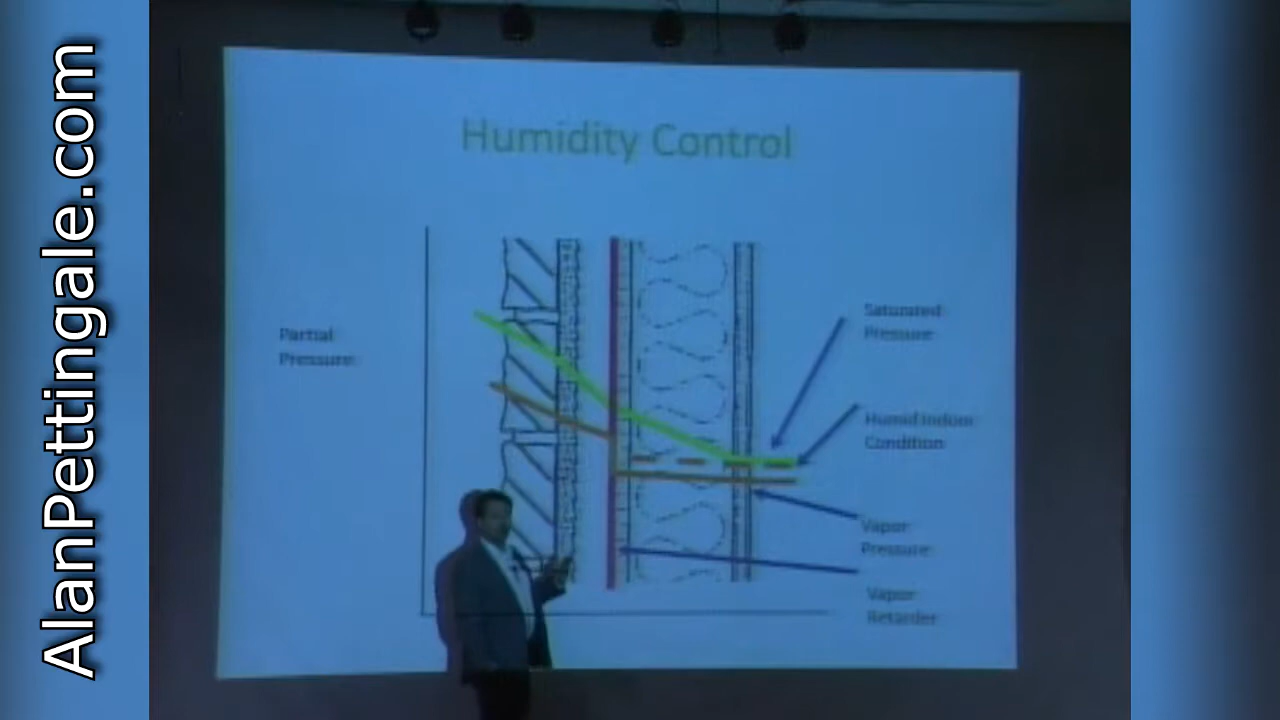 AlanPettingale.com
Humidity Control
Partial
Pressure
Saturated
Pressure
Humid Indoor
Condition
Vapor
Pressure
Vapor
Retarder